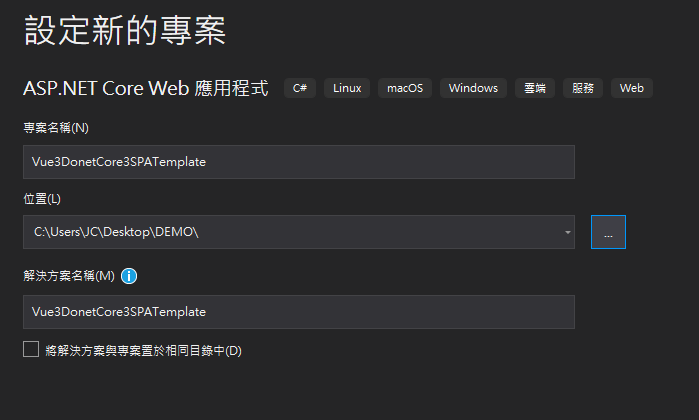 設定新的專案
ASP.NET Core Web 應用程式 C# Linux macOS Windows 雲端 服務 Web
專案名稱(N)
Vue3DonetCore3SPATemplate
位置(L)
C:\Users\JC\Desktop\DEMO\
...
解決方案名稱(M) i
Vue3DonetCore3SPATemplate
將解決方案與專案置於相同目錄中(D)